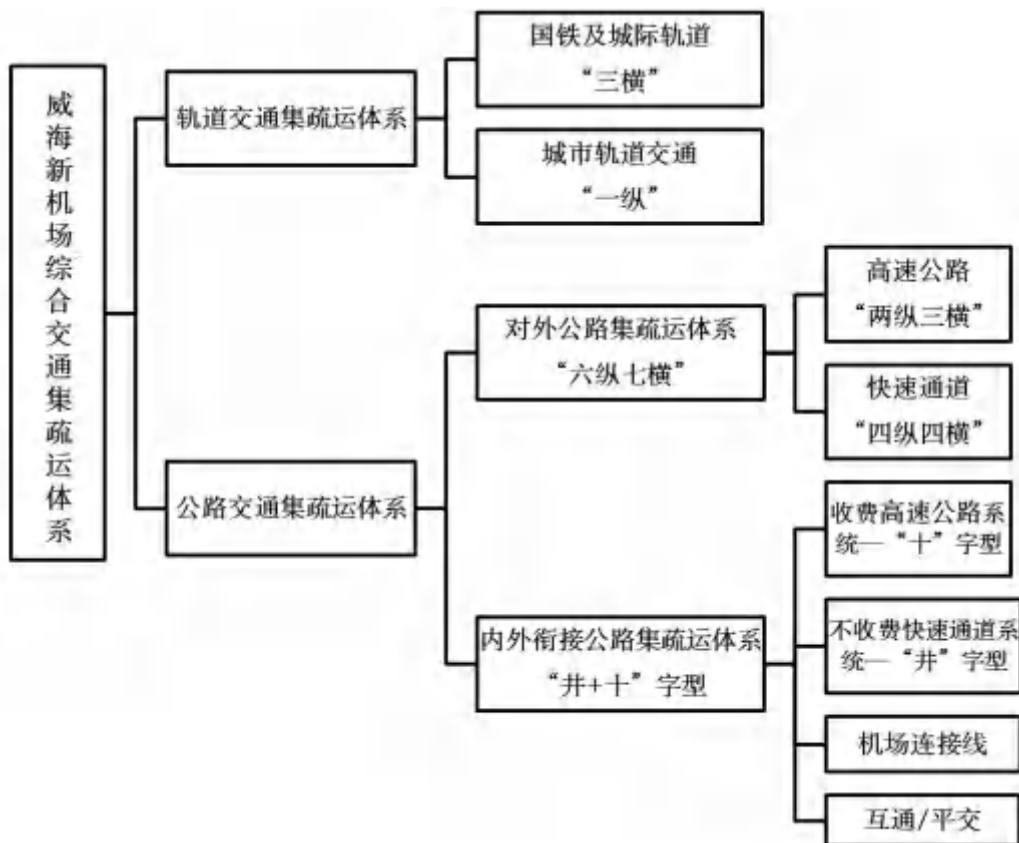 威海新机场综合交通集疏运体系
轨道交通集疏运体系
国铁及城际轨道
“三横”
城市轨道交通
“一纵”
公路交通集疏运体系
对外公路集疏运体系
“六纵七横”
高速公路
“两纵三横”
快速通道
“四纵四横”
内外衔接公路集疏运体系
“井+十”字型
收费高速公路系
统—“十”字型
不收费快速通道系
统—“井”字型
机场连接线
互通/平交